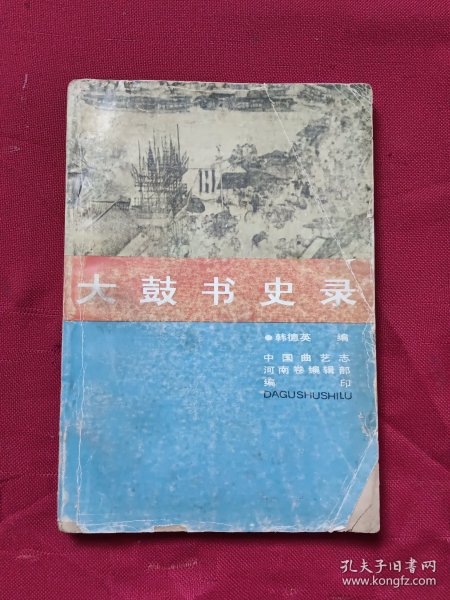 大鼓书史录
●韩德英 编
中国曲艺志
河南卷编辑部
编 印
DAGUSHUSHILU
孔夫子旧书网
www.kongfz.com